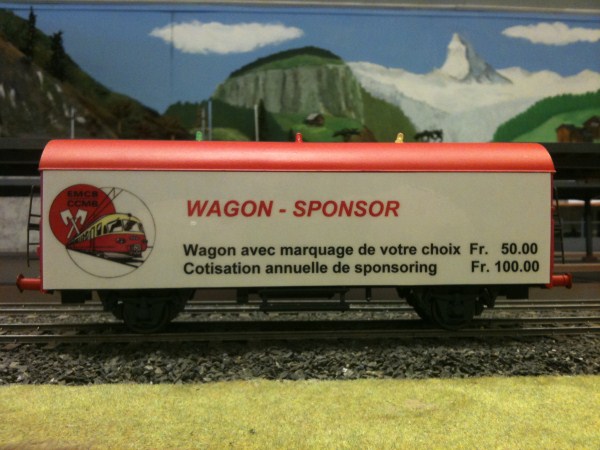 EMCR
CCMR
WAGON - SPONSOR
Wagon avec marquage de votre choix Fr. 50.00
Cotisation annuelle de sponsoring Fr. 100.00